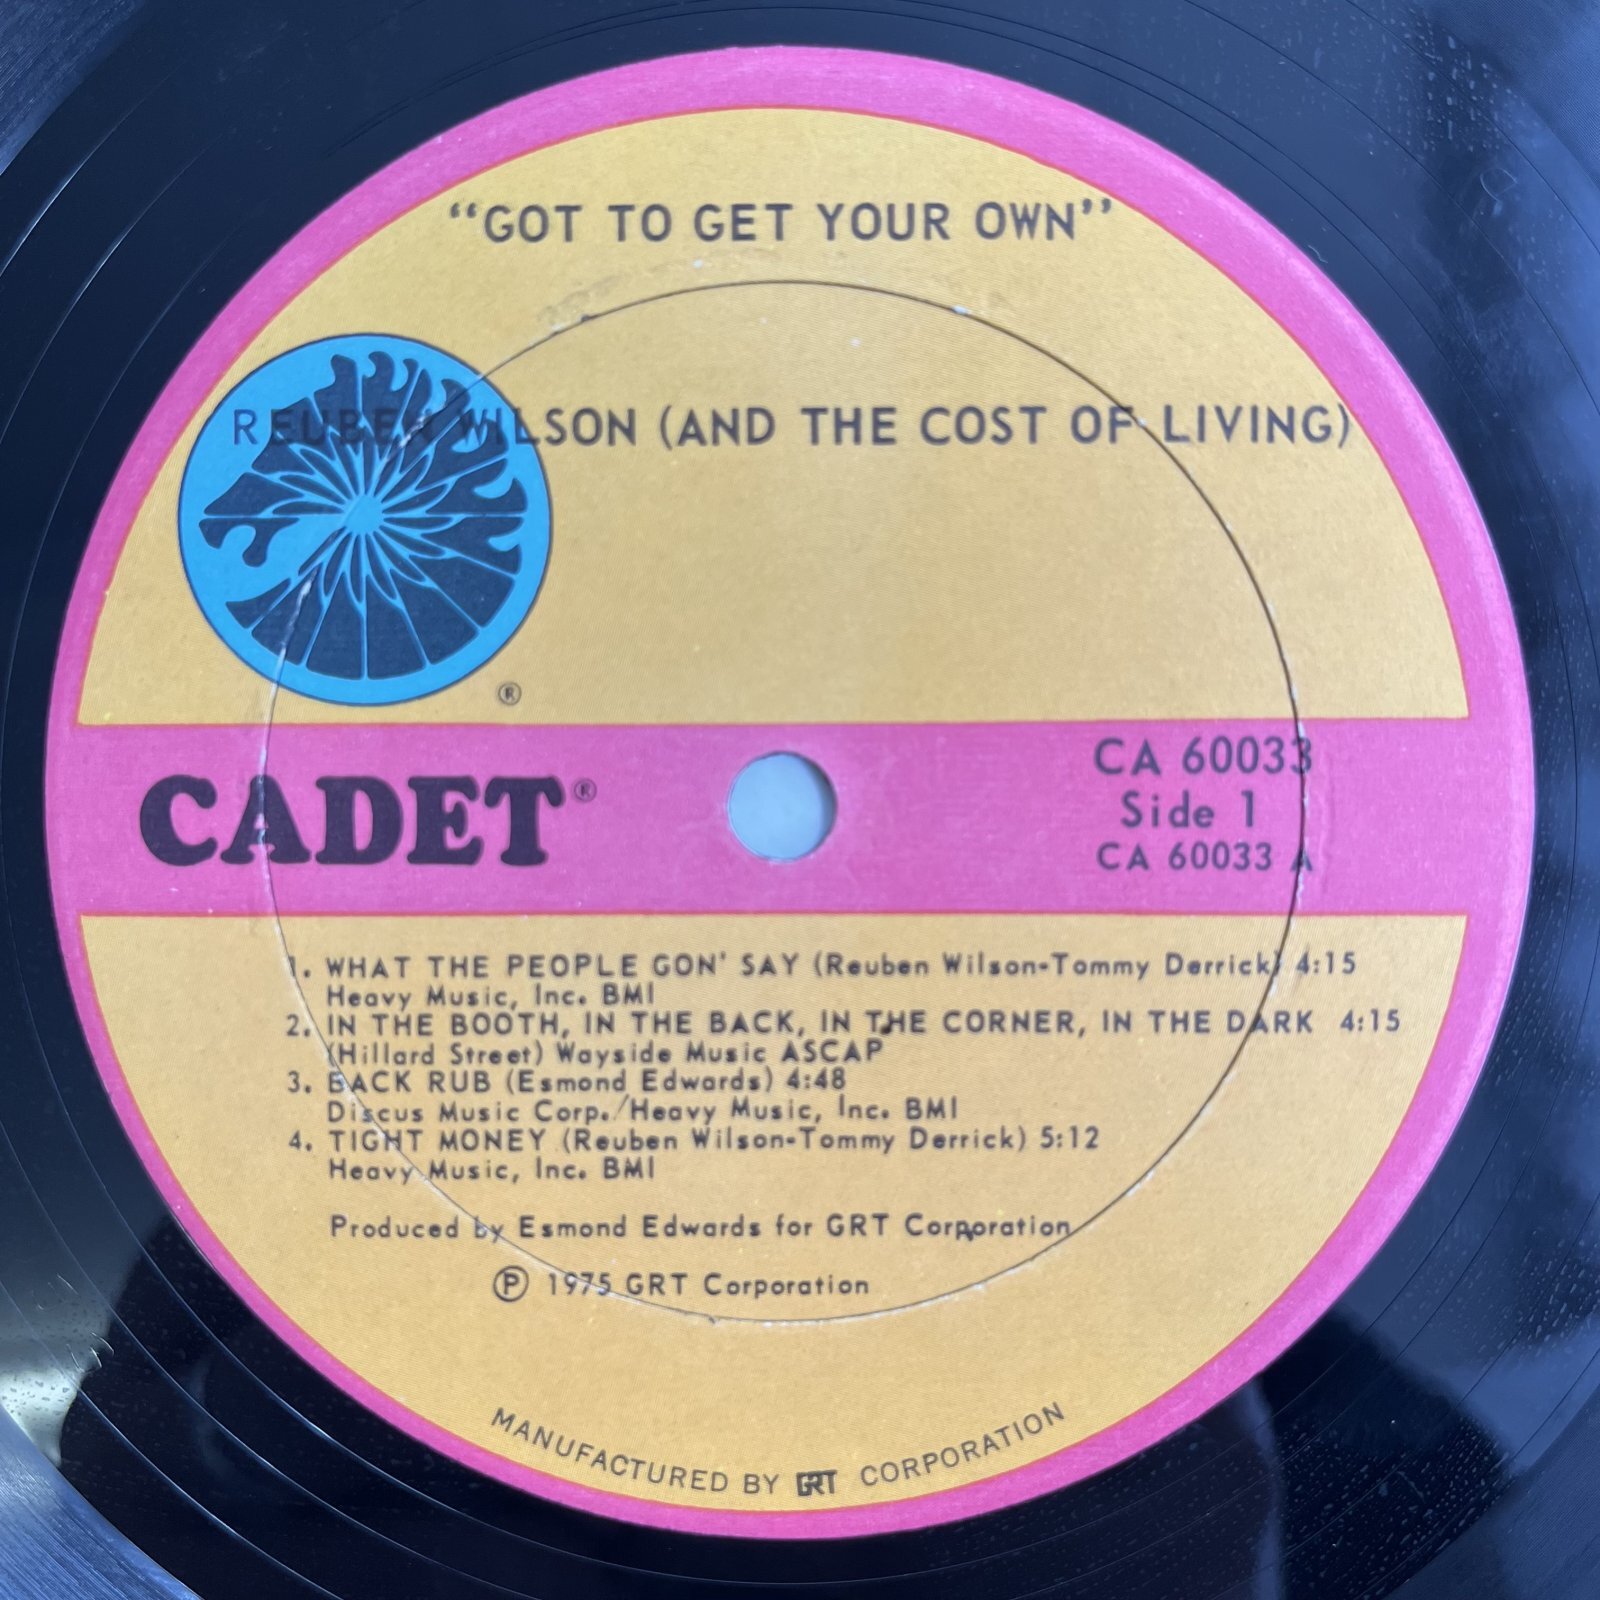 “GOT TO GET YOUR OWN”
REUBEN WILSON (AND THE COST OF LIVING)
®
CADET®
CA 60033
Side 1
CA 60033 A
1. WHAT THE PEOPLE GON' SAY (Reuben Wilson-Tommy Derrick) 4:15
Heavy Music, Inc. BMI
2. IN THE BOOTH, IN THE BACK, IN THE CORNER, IN THE DARK 4:15
(Hillard Street) Wayside Music ASCAP
3. BACK RUB (Esmond Edwards) 4:48
Discus Music Corp./Heavy Music, Inc. BMI
4. TIGHT MONEY (Reuben Wilson-Tommy Derrick) 5:12
Heavy Music, Inc. BMI
Produced by Esmond Edwards for GRT Corporation
Ⓟ 1975 GRT Corporation
MANUFACTURED BY GRT CORPORATION